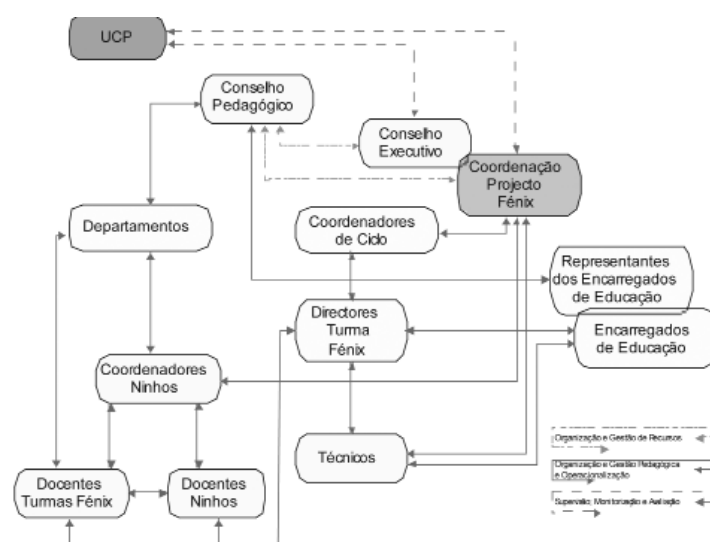 UCP
Conselho
Pedagógico
Conselho
Executivo
Coordenação
Projecto
Fénix
Departamentos
Coordenadores
de Ciclo
Representantes
dos Encarregados
de Educação
Directores
Turma
Fénix
Encarregados
de Educação
Coordenadores
Ninhos
Técnicos
Docentes
Turmas Fénix
Docentes
Ninhos
Organização e Gestão de Recursos
Organização e Gestão Pedagógica
e Operacionalização
Supervisão, Monitorização e Avaliação